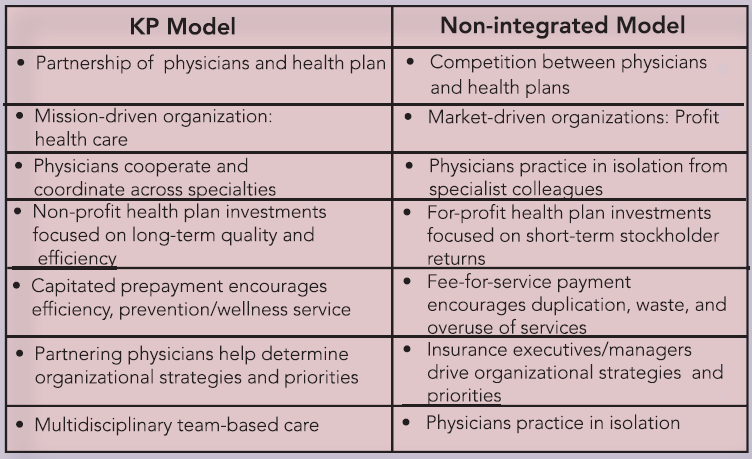 KP Model
Non-integrated Model
• Partnership of physicians and health plan
• Competition between physicians
and health plans
• Mission-driven organization:
health care
• Market-driven organizations: Profit
• Physicians cooperate and
coordinate across specialties
• Physicians practice in isolation from
specialist colleagues
• Non-profit health plan investments
focused on long-term quality and
efficiency
• For-profit health plan investments
focused on short-term stockholder
returns
• Capitated prepayment encourages
efficiency, prevention/wellness service
• Fee-for-service payment
encourages duplication, waste, and
overuse of services
• Partnering physicians help determine
organizational strategies and priorities
• Insurance executives/managers
drive organizational strategies and
priorities
• Multidisciplinary team-based care
• Physicians practice in isolation